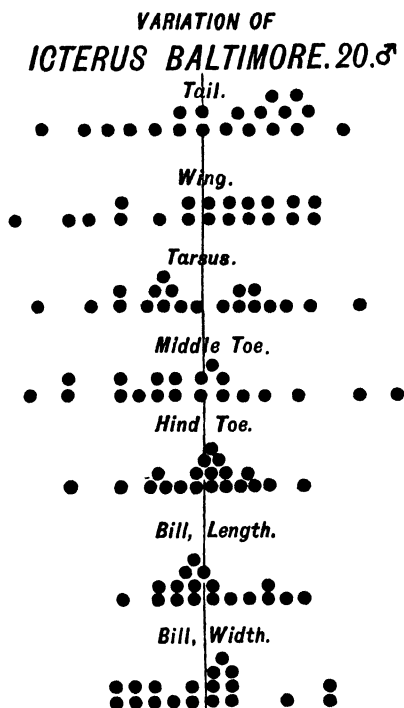 VARIATION OF
ICTERUS BALTIMORE. 20.♂
Tail.
Wing.
Tarsus.
Middle Toe.
Hind Toe.
Bill, Length.
Bill, Width.